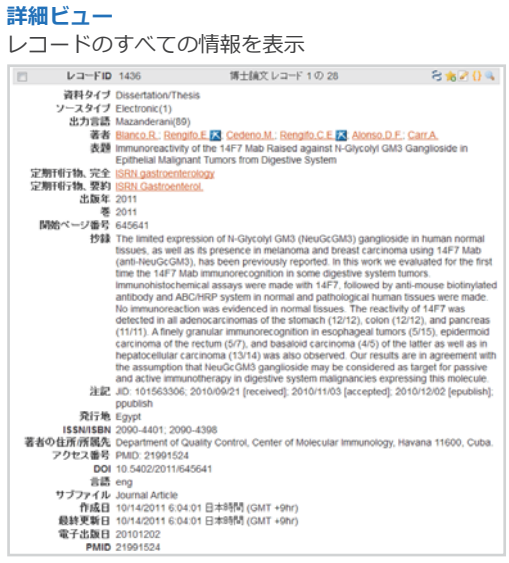 詳細ビュー
レコードのすべての情報を表示
レコードID 1436 博士論文 レコード 1 の 28
資料タイプ Dissertation/Thesis
ソースタイプ Electronic(1)
出力言語 Mazanderani(89)
著者 Blanco,R.; Rengifo,E.; Cedeno,M.; Rengifo,C.E.; Alonso,D.F.; Carr,A.
表題 Immunoreactivity of the 14F7 Mab Raised against N-Glycolyl GM3 Ganglioside in
Epithelial Malignant Tumors from Digestive System
定期刊行物、完全 ISRN gastroenterology
定期刊行物、要約 ISRN Gastroenterol.
出版年 2011
巻 2011
開始ページ番号 645641
抄録 The limited expression of N-Glycolyl GM3 (NeuGcGM3) ganglioside in human normal
tissues, as well as its presence in melanoma and breast carcinoma using 14F7 Mab
(anti-NeuGcGM3), has been previously reported. In this work we evaluated for the first
time the 14F7 Mab immunorecognition in some digestive system tumors.
Immunohistochemical assays were made with 14F7, followed by anti-mouse biotinylated
antibody and ABC/HRP system in normal and pathological human tissues were made.
No immunoreaction was evidenced in normal tissues. The reactivity of 14F7 was
detected in all adenocarcinomas of the stomach (12/12), colon (12/12), and pancreas
(11/11). A finely granular immunorecognition in esophageal tumors (5/15), epidermoid
carcinoma of the rectum (5/7), and basaloid carcinoma (4/5) of the latter as well as in
hepatocellular carcinoma (13/14) was also observed. Our results are in agreement with
the assumption that NeuGcGM3 ganglioside may be considered as target for passive
and active immunotherapy in digestive system malignancies expressing this molecule.
注記 JID: 101563306; 2010/09/21 [received]; 2010/11/03 [accepted]; 2010/12/02 [epublish];
ppublish
発行地 Egypt
ISSN/ISBN 2090-4401; 2090-4398
著者の住所/所属先 Department of Quality Control, Center of Molecular Immunology, Havana 11600, Cuba.
アクセス番号 PMID: 21991524
DOI 10.5402/2011/645641
言語 eng
サブファイル Journal Article
作成日 10/14/2011 6:04:01 日本時間 (GMT +9hr)
最終更新日 10/14/2011 6:04:01 日本時間 (GMT +9hr)
電子出版日 20101202
PMID 21991524